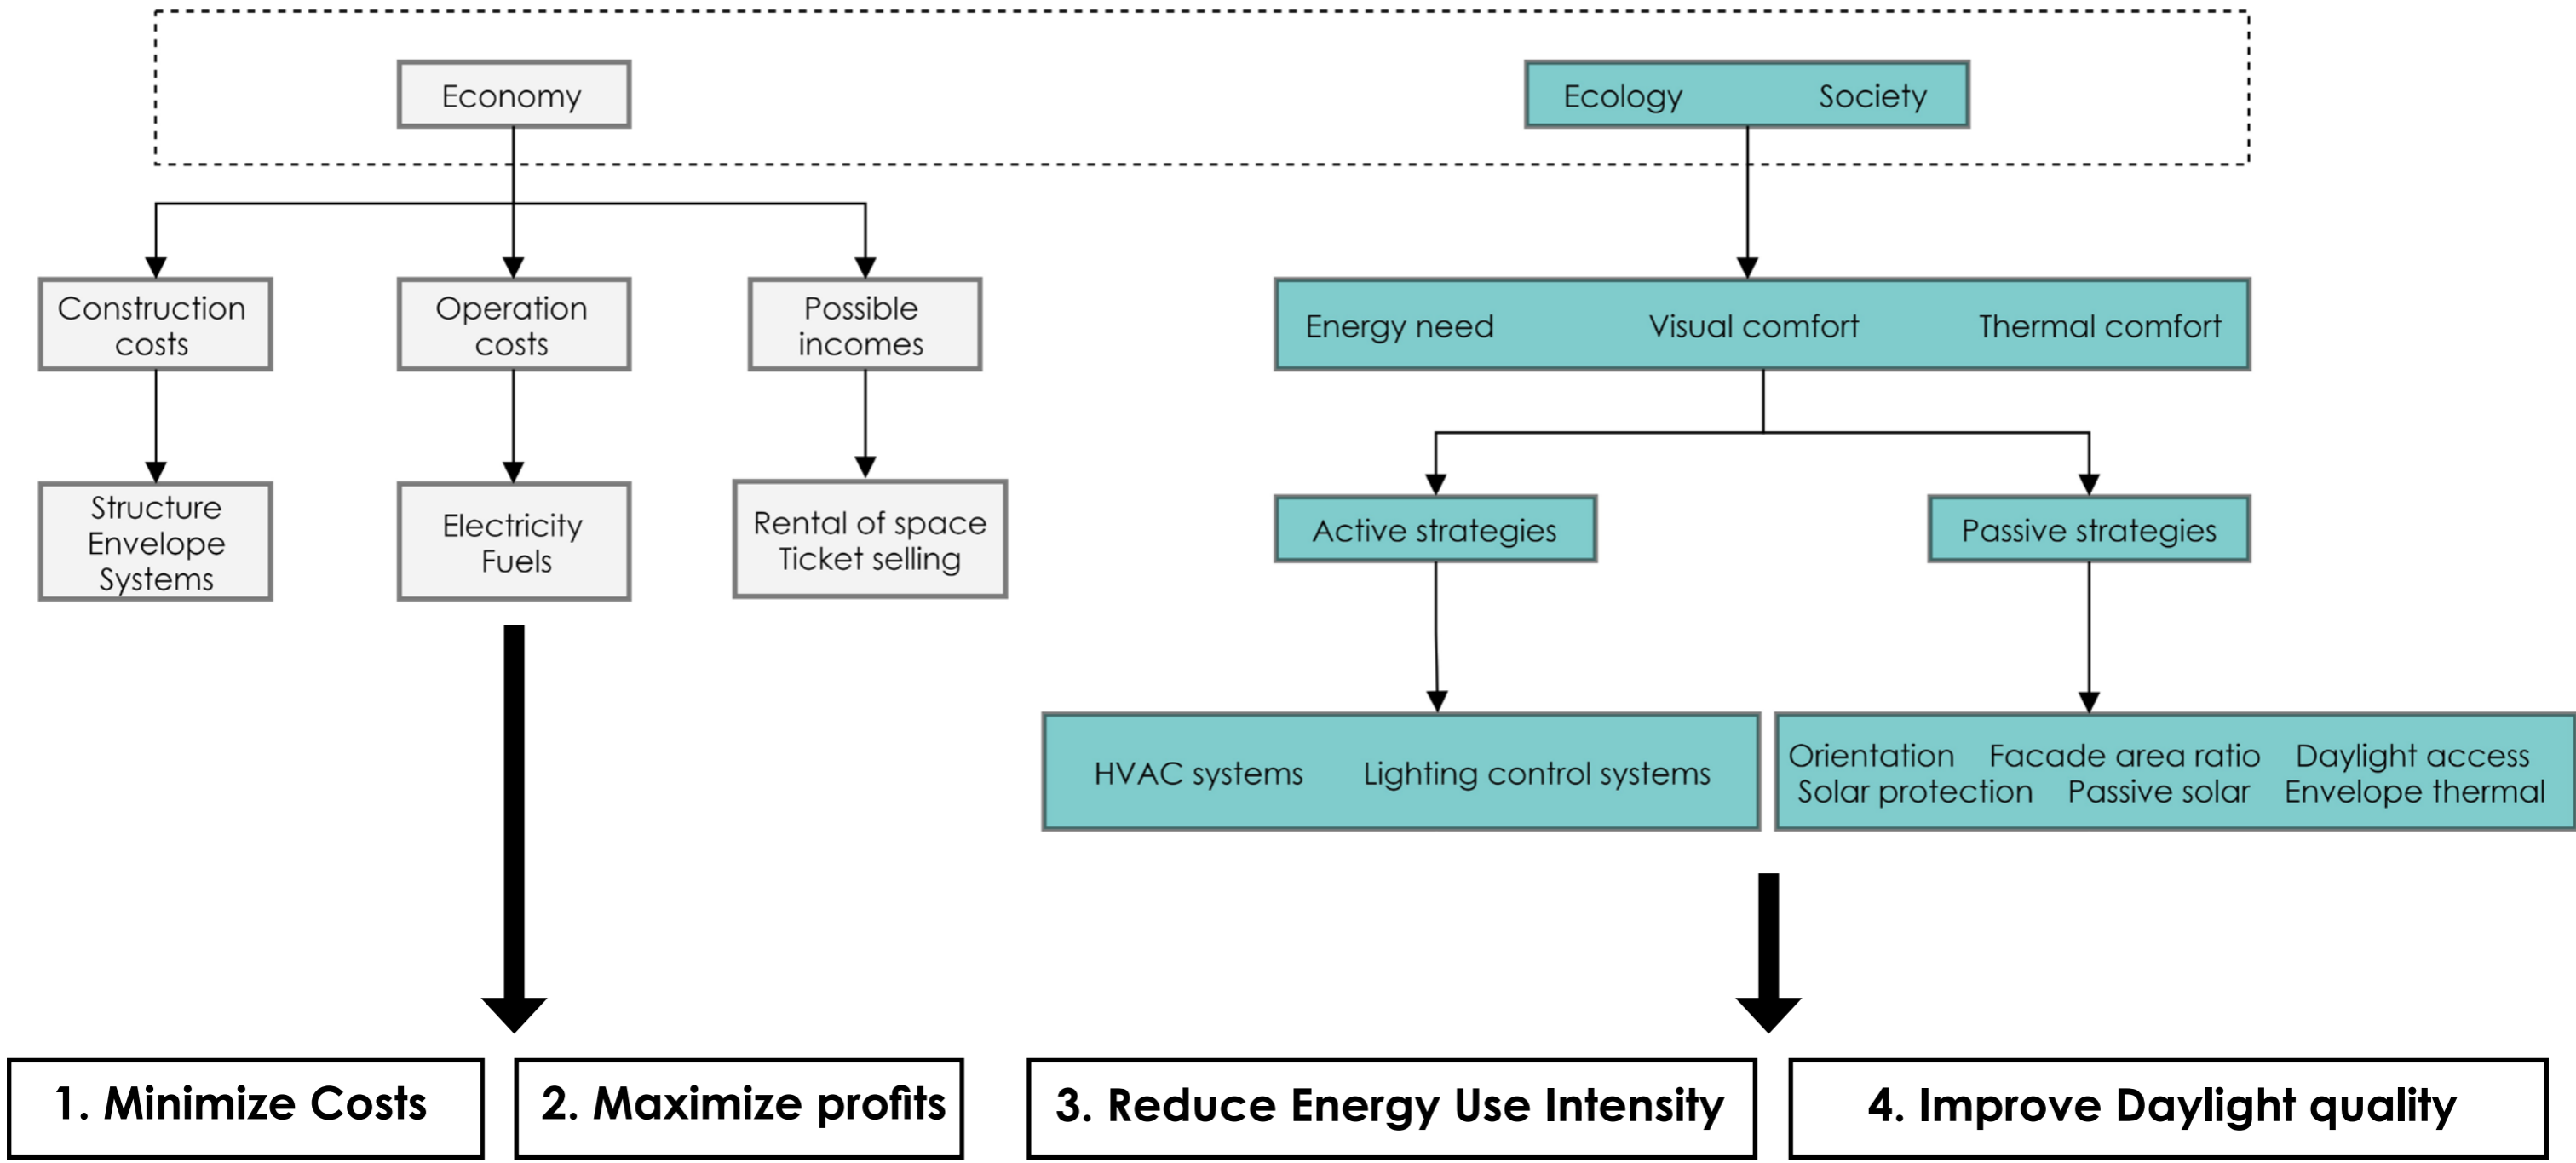 Economy
Ecology Society
Construction
costs
Operation
costs
Possible
incomes
Energy need Visual comfort Thermal comfort
Structure
Envelope
Systems
Electricity
Fuels
Rental of space
Ticket selling
Active strategies
Passive strategies
HVAC systems Lighting control systems
Orientation Facade area ratio Daylight access
Solar protection Passive solar Envelope thermal
1. Minimize Costs
2. Maximize profits
3. Reduce Energy Use Intensity
4. Improve Daylight quality